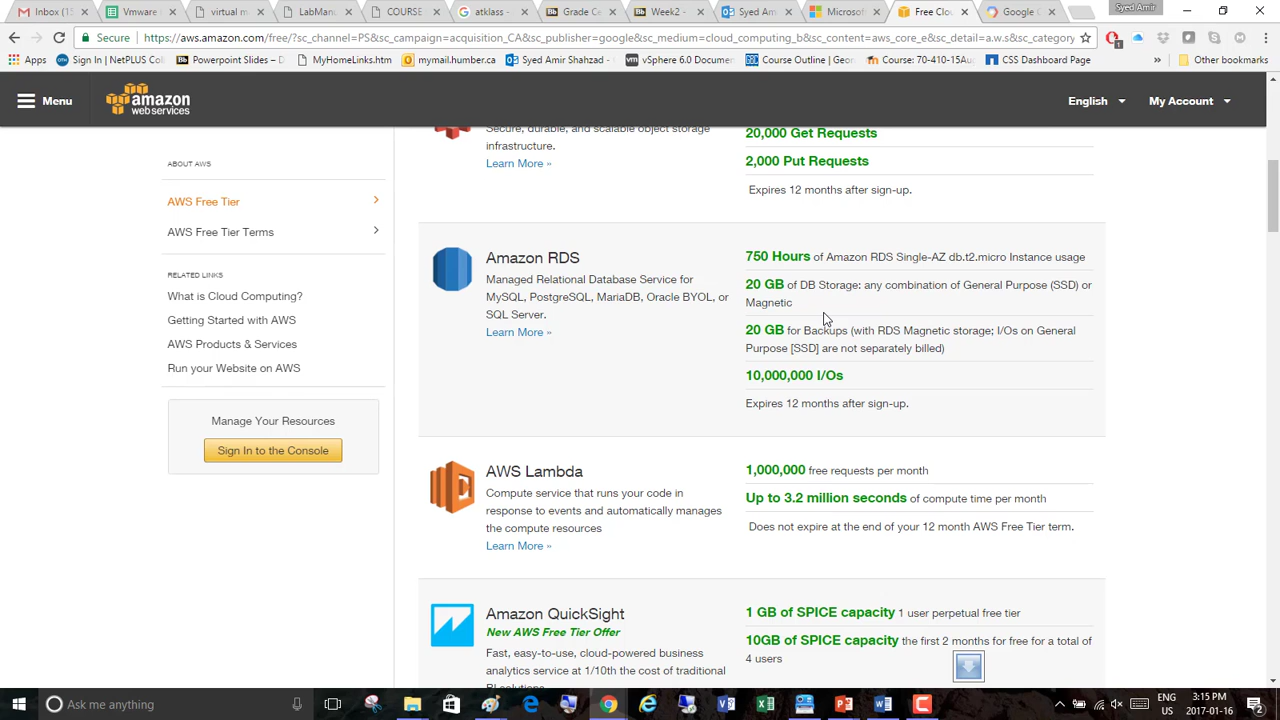 Inbox (15
Vmware
virtual m
LabManu
COURSE
atklass -
Grade Ce
Week2 -
Syed Am
Microsof
Free Clou
Google C
Syed Amir
Secure
https://aws.amazon.com/free/?sc_channel=PS&sc_campaign=acquisition_CA&sc_publisher=google&sc_medium=cloud_computing_b&sc_content=aws_core_e&sc_detail=a.w.s&sc_category
Apps
Sign In | NetPLUS Co
Powerpoint Slides –
MyHomeLinks.htm
mymail.humber.ca
Syed Amir Shahzad -
vSphere 6.0 Docume
Course Outline | Geor
Course: 70-410-15Aug
CSS Dashboard Page
»
Other bookmarks
Menu
amazon
web services
English
My Account
ABOUT AWS
AWS Free Tier
AWS Free Tier Terms
RELATED LINKS
What is Cloud Computing?
Getting Started with AWS
AWS Products & Services
Run your Website on AWS
Manage Your Resources
Sign In to the Console
Secure, durable, and scalable object storage
infrastructure.
Learn More »
20,000 Get Requests
2,000 Put Requests
Expires 12 months after sign-up.
Amazon RDS
Managed Relational Database Service for
MySQL, PostgreSQL, MariaDB, Oracle BYOL, or
SQL Server.
Learn More »
750 Hours of Amazon RDS Single-AZ db.t2.micro Instance usage
20 GB of DB Storage: any combination of General Purpose (SSD) or
Magnetic
20 GB for Backups (with RDS Magnetic storage; I/Os on General
Purpose [SSD] are not separately billed)
10,000,000 I/Os
Expires 12 months after sign-up.
AWS Lambda
Compute service that runs your code in
response to events and automatically manages
the compute resources
Learn More »
1,000,000 free requests per month
Up to 3.2 million seconds of compute time per month
Does not expire at the end of your 12 month AWS Free Tier term.
Amazon QuickSight
New AWS Free Tier Offer
Fast, easy-to-use, cloud-powered business
analytics service at 1/10th the cost of traditional
BI solutions.
1 GB of SPICE capacity 1 user perpetual free tier
10GB of SPICE capacity the first 2 months for free for a total of
4 users
Ask me anything
ENG
US
3:15 PM
2017-01-16